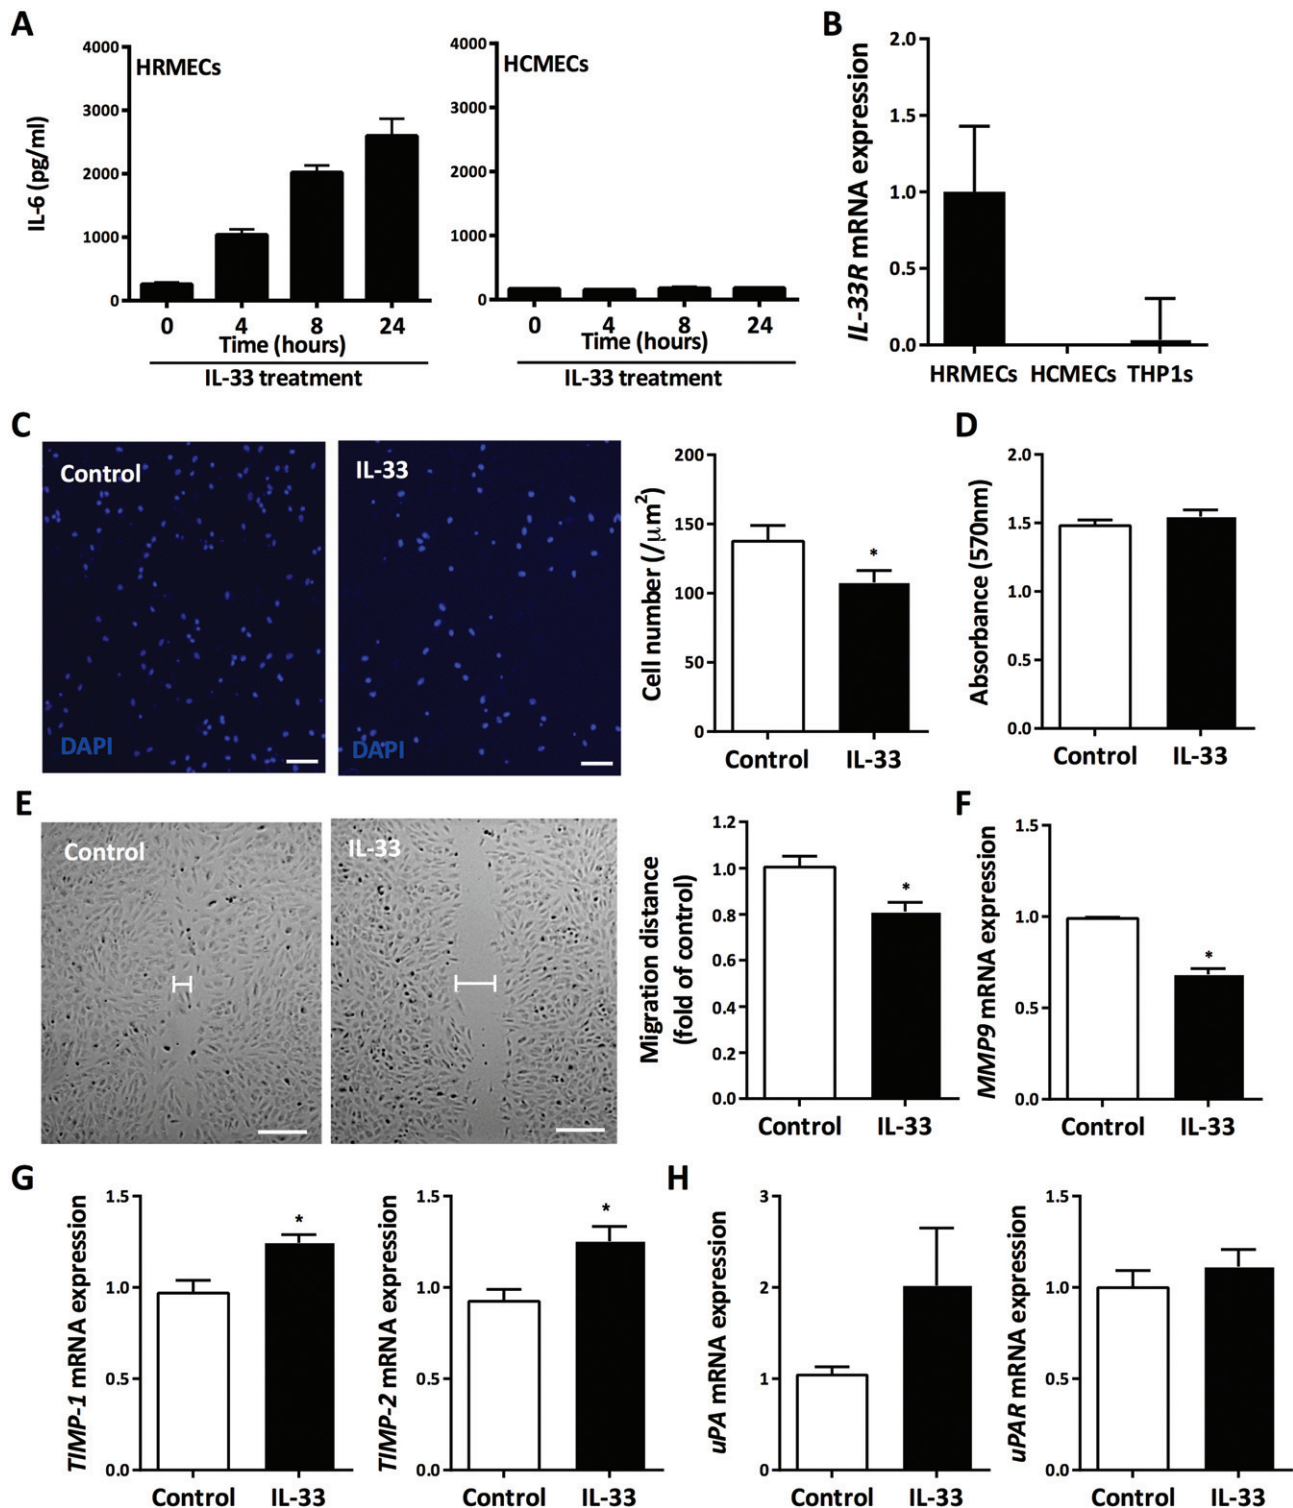 A
IL-6 (pg/ml)
4000
3000
2000
1000
0
HRMECs
0 4 8 24
Time (hours)
IL-33 treatment
4000
3000
2000
1000
0
HCMECs
0 4 8 24
Time (hours)
IL-33 treatment
B
IL-33R mRNA expression
2.0
1.5
1.0
0.5
0.0
HRMECs HCMECs THP1s
C
Control
DAPI
IL-33
DAPI
Cell number (/μm²)
200
150
100
50
0
*
Control IL-33
D
Absorbance (570nm)
2.0
1.5
1.0
0.5
0.0
Control IL-33
E
Control
IL-33
Migration distance
(fold of control)
1.2
1.0
0.8
0.6
0.4
0.2
0.0
*
Control IL-33
F
MMP9 mRNA expression
1.5
1.0
0.5
0.0
*
Control IL-33
G
TIMP-1 mRNA expression
1.5
1.0
0.5
0.0
*
Control IL-33
TIMP-2 mRNA expression
1.5
1.0
0.5
0.0
*
Control IL-33
H
uPA mRNA expression
3
2
1
0
Control IL-33
uPAR mRNA expression
1.5
1.0
0.5
0.0
Control IL-33